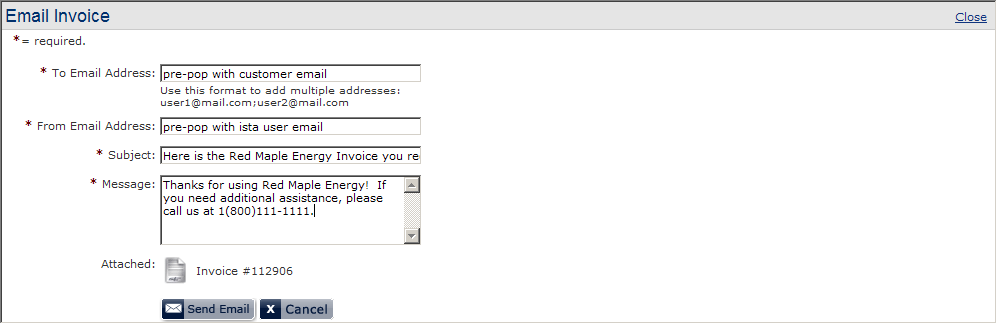 Email Invoice
Close
*= required.
* To Email Address: pre-pop with customer email
Use this format to add multiple addresses:
user1@mail.com;user2@mail.com
* From Email Address: pre-pop with ista user email
* Subject: Here is the Red Maple Energy Invoice you re
* Message: Thanks for using Red Maple Energy!  If
you need additional assistance, please
call us at 1(800)111-1111.
Attached: Invoice #112906
Send Email X Cancel